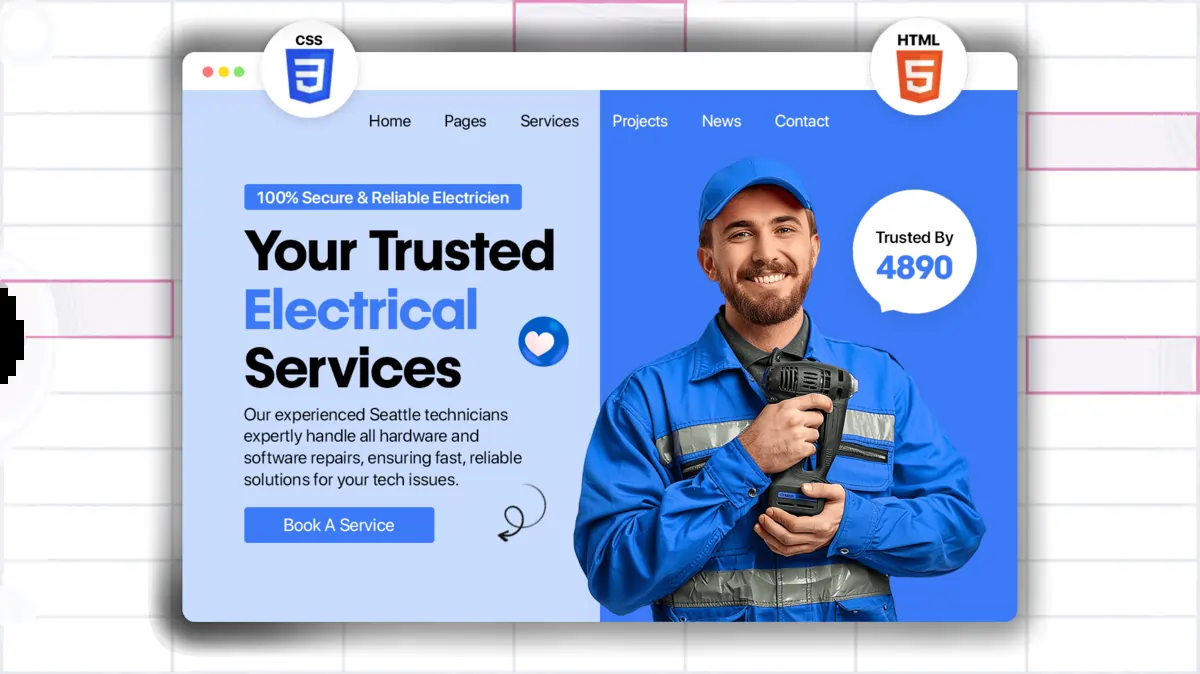 CSS
3
HTML
5
Home Pages Services Projects News Contact
100% Secure & Reliable Electricien
Your Trusted
Electrical
Services
Our experienced Seattle technicians
expertly handle all hardware and
software repairs, ensuring fast, reliable
solutions for your tech issues.
Book A Service
Trusted By
4890